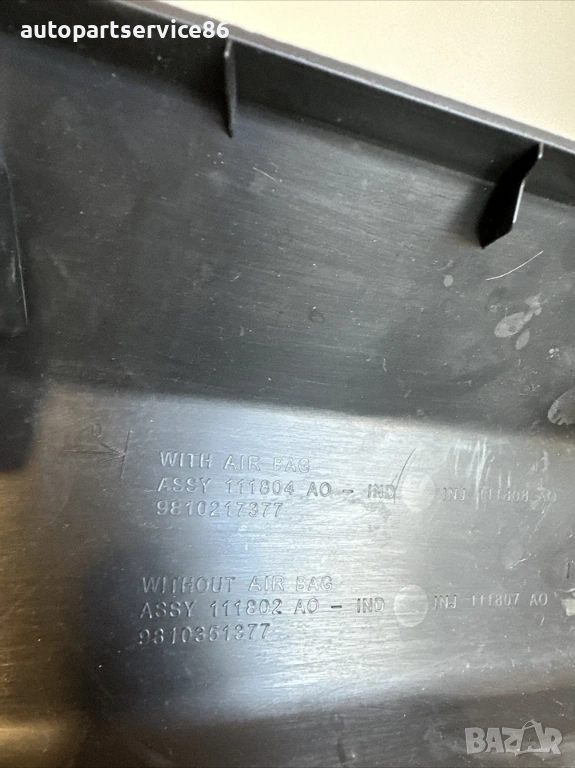 autopartservice86
WITH AIR BAG
ASSY 111804 AO - IND INJ 111808 AO
9810217377
WITHOUT AIR BAG
ASSY 111802 AO - IND INJ 111807 AO
9810351377
BAZAR